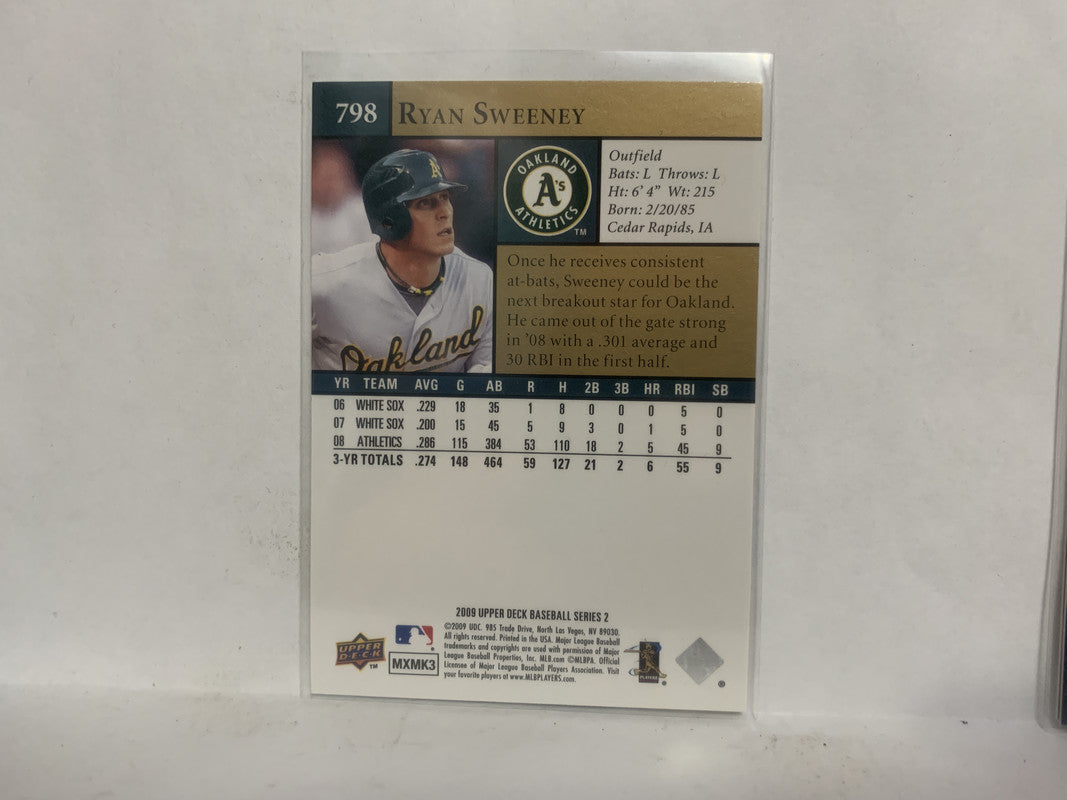 798 RYAN SWEENEY
OAKLAND
A's
ATHLETICS
TM
Outfield
Bats: L Throws: L
Ht: 6' 4" Wt: 215
Born: 2/20/85
Cedar Rapids, IA
A's
Oakland
Once he receives consistent
at-bats, Sweeney could be the
next breakout star for Oakland.
He came out of the gate strong
in '08 with a .301 average and
30 RBI in the first half.
YR TEAM AVG G AB R H 2B 3B HR RBI SB
06 WHITE SOX .229 18 35 1 8 0 0 0 5 0
07 WHITE SOX .200 15 45 5 9 3 0 1 5 0
08 ATHLETICS .286 115 384 53 110 18 2 5 45 9
3-YR TOTALS .274 148 464 59 127 21 2 6 55 9
2009 UPPER DECK BASEBALL SERIES 2
©2009 UDC. 985 Trade Drive, North Las Vegas, NV 89030.
All rights reserved. Printed in the USA. Major League Baseball
trademarks and copyrights are used with permission of Major
League Baseball Properties, Inc. MLB.com ©MLBPA. Official
Licensee of Major League Baseball Players Association. Visit
your favorite players at www.MLBPLAYERS.com.
UPPER
DECK
TM
MXMK3
PLAYERS
®